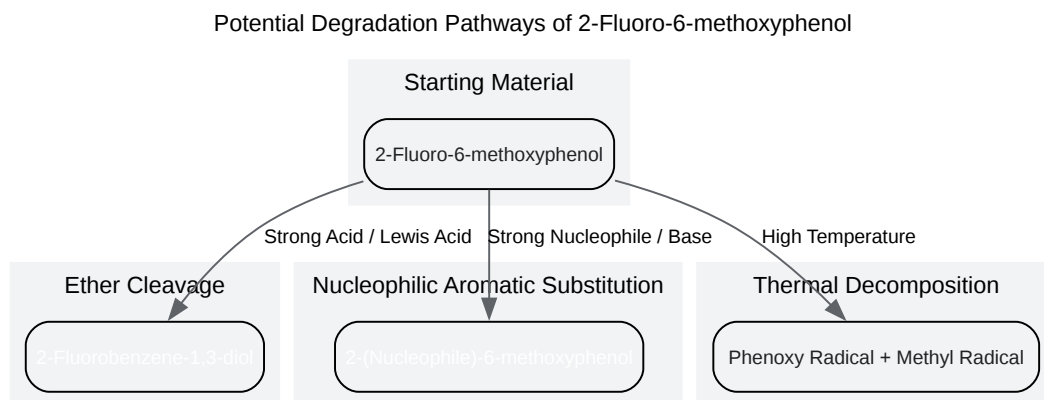 Potential Degradation Pathways of 2-Fluoro-6-methoxyphenol
Starting Material
2-Fluoro-6-methoxyphenol
Strong Acid / Lewis Acid
Strong Nucleophile / Base
High Temperature
Ether Cleavage
Nucleophilic Aromatic Substitution
Thermal Decomposition
2-Fluorobenzene-1,3-diol
2-(Nucleophile)-6-methoxyphenol
Phenoxy Radical + Methyl Radical